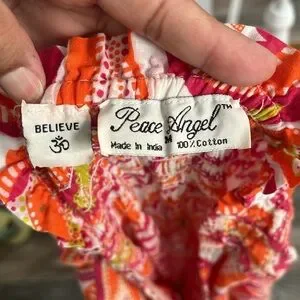 BELIEVE
ॐ
Peace Angel™
Made In India M 100% Cotton